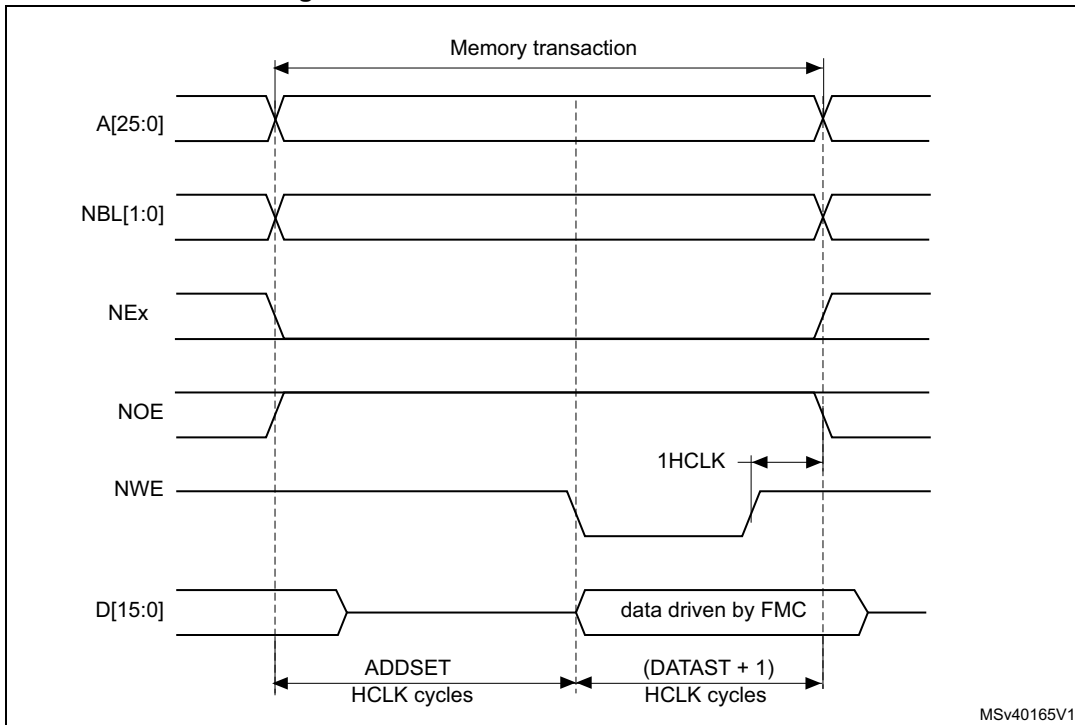 Memory transaction
A[25:0]
NBL[1:0]
NEx
NOE
1HCLK
NWE
D[15:0]
data driven by FMC
ADDSET
HCLK cycles
(DATAST + 1)
HCLK cycles
MSv40165V1